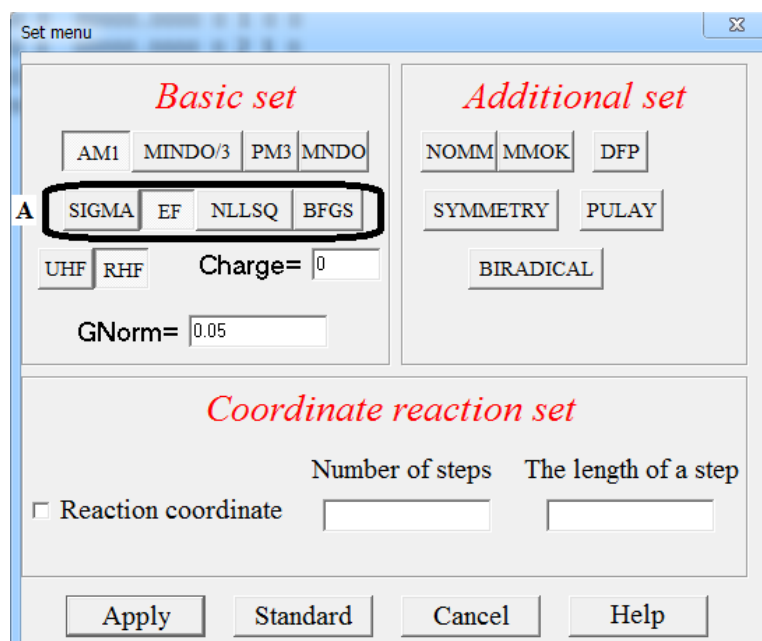 Set menu
Basic set
AM1 MINDO/3 PM3 MNDO
A SIGMA EF NLLSQ BFGS
UHF RHF Charge= 0
GNorm= 0.05
Additional set
NOMM MMOK DFP
SYMMETRY PULAY
BIRADICAL
Coordinate reaction set
Number of steps The length of a step
Reaction coordinate
Apply Standard Cancel Help